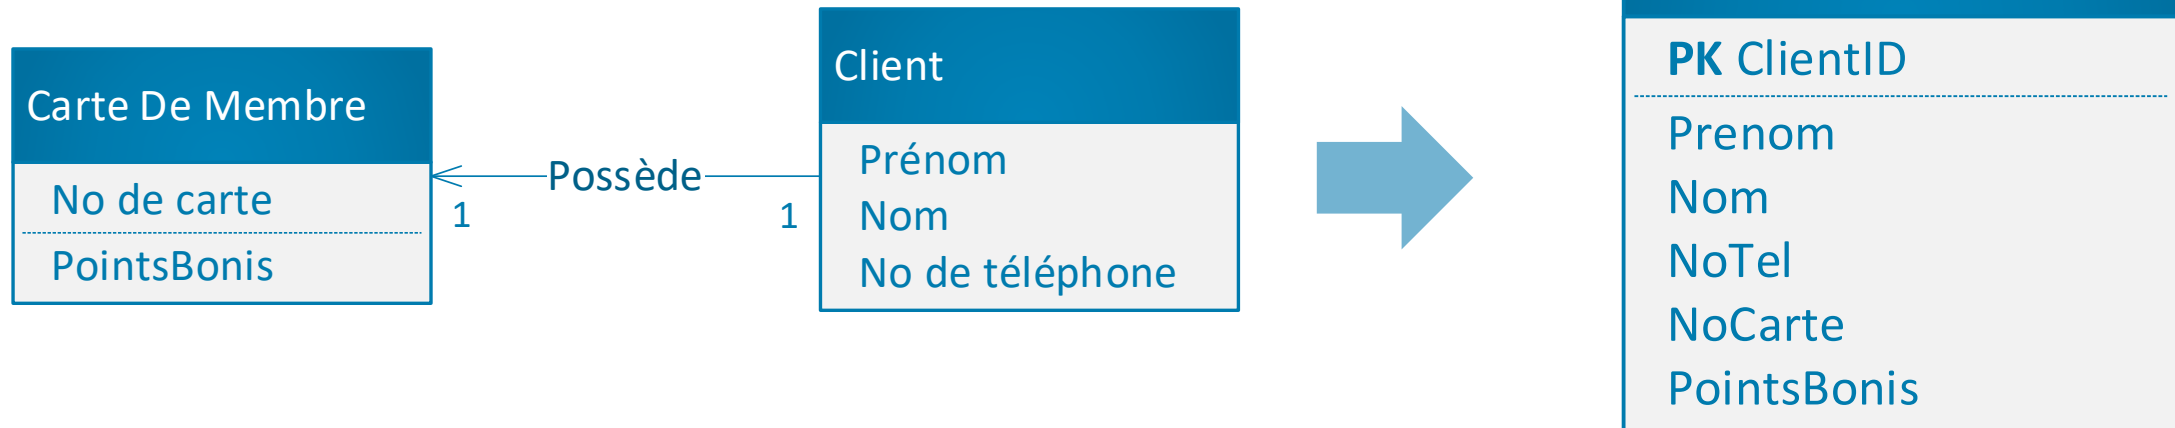 Carte De Membre
No de carte
PointsBonis
Possède
1
1
Client
Prénom
Nom
No de téléphone
PK ClientID
Prenom
Nom
NoTel
NoCarte
PointsBonis